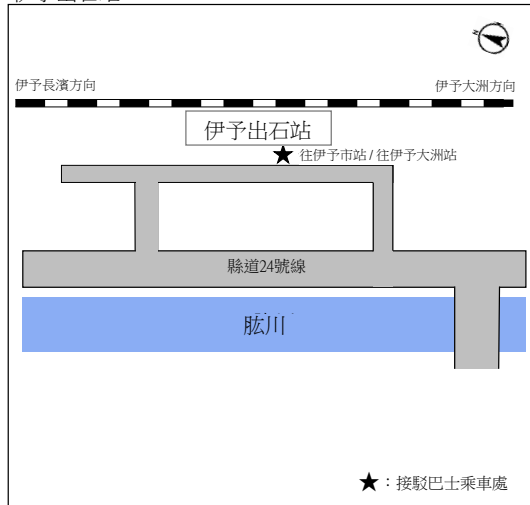 N
伊予長濱方向
伊予大洲方向
伊予出石站
★ 往伊予市站 / 往伊予大洲站
縣道24號線
肱川
★：接駁巴士乘車處